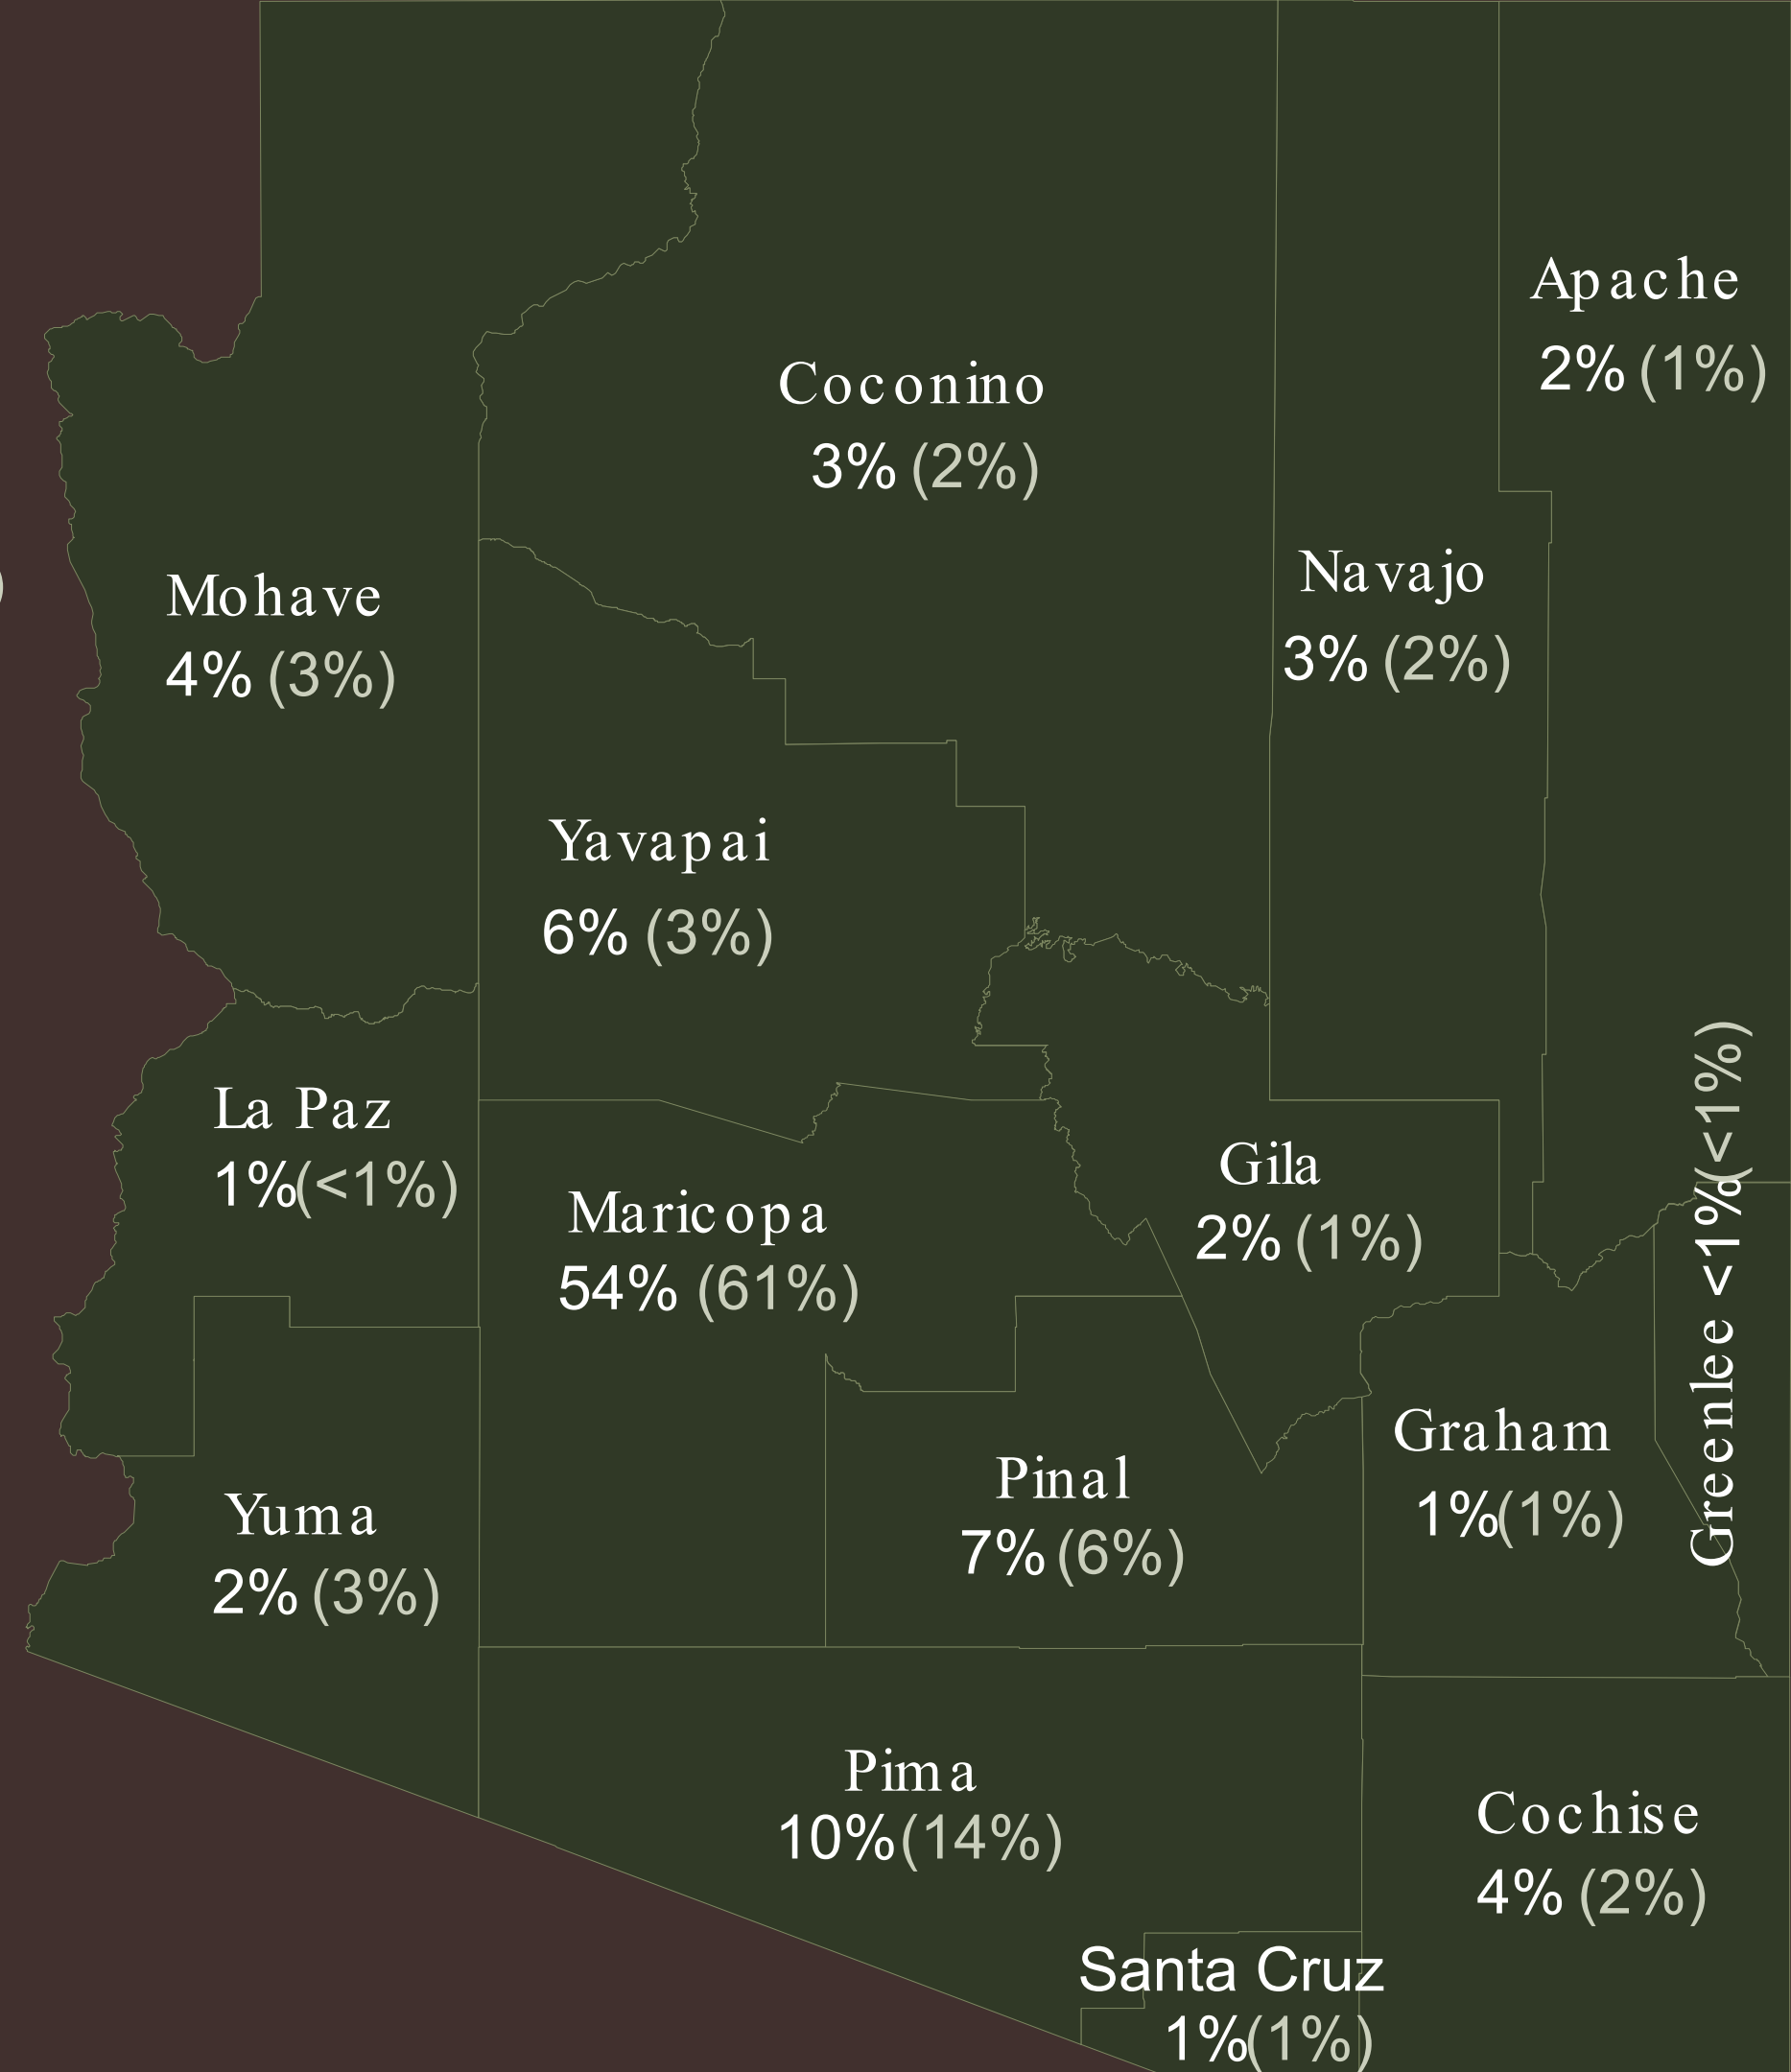 Apache
2% (1%)
Coconino
3% (2%)
Navajo
3% (2%)
Mohave
4% (3%)
Yavapai
6% (3%)
La Paz
1%(<1%)
Gila
2% (1%)
Maricopa
54% (61%)
Greenlee <1%(<1%)
Graham
1%(1%)
Pinal
7% (6%)
Yuma
2% (3%)
Pima
10%(14%)
Cochise
4% (2%)
Santa Cruz
1%(1%)